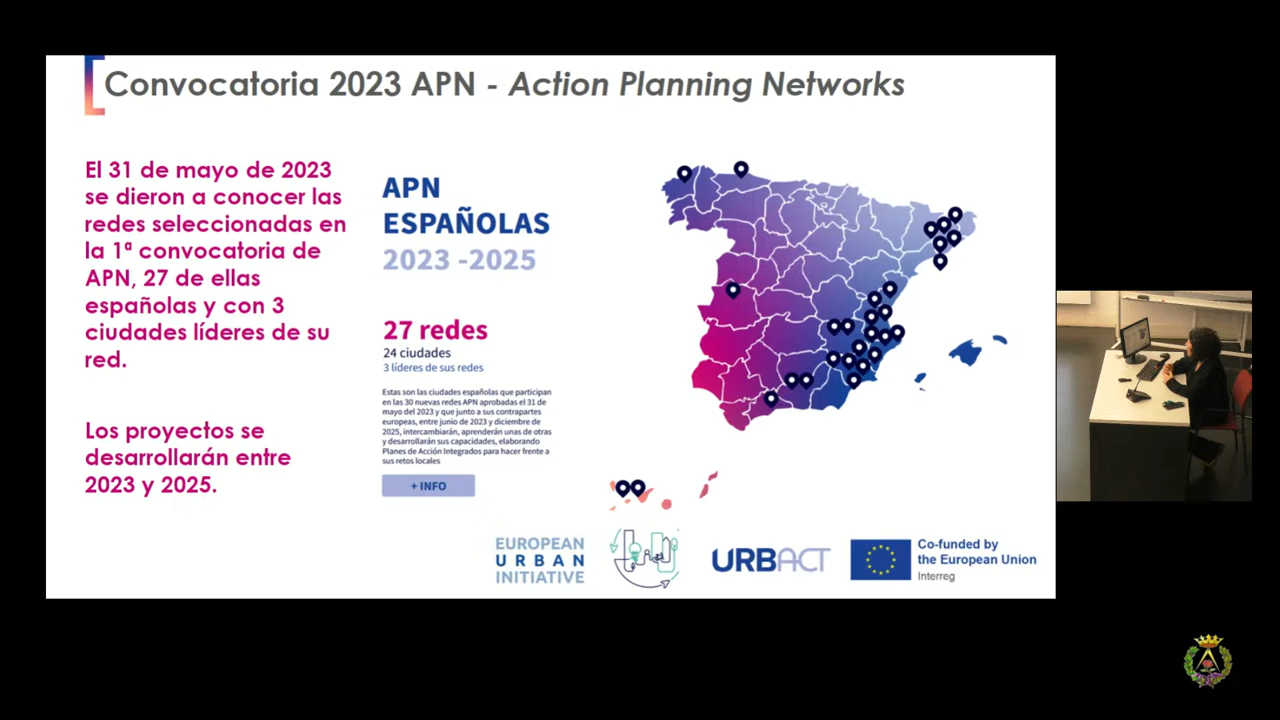 Convocatoria 2023 APN - Action Planning Networks
El 31 de mayo de 2023
se dieron a conocer las
redes seleccionadas en
la 1ª convocatoria de
APN, 27 de ellas
españolas y con 3
ciudades líderes de su
red.
Los proyectos se
desarrollarán entre
2023 y 2025.
APN
ESPAÑOLAS
2023 -2025
27 redes
24 ciudades
3 líderes de sus redes
Estas son las ciudades españolas que participan
en las 30 nuevas redes APN aprobadas el 31 de
mayo del 2023 y que junto a sus contrapartes
europeas, entre junio de 2023 y diciembre de
2025, intercambiarán, aprenderán unas de otras
y desarrollarán sus capacidades, elaborando
Planes de Acción Integrados para hacer frente a
sus retos locales
+ INFO
EUROPEAN
URBAN
INITIATIVE
URBACT
Co-funded by
the European Union
Interreg